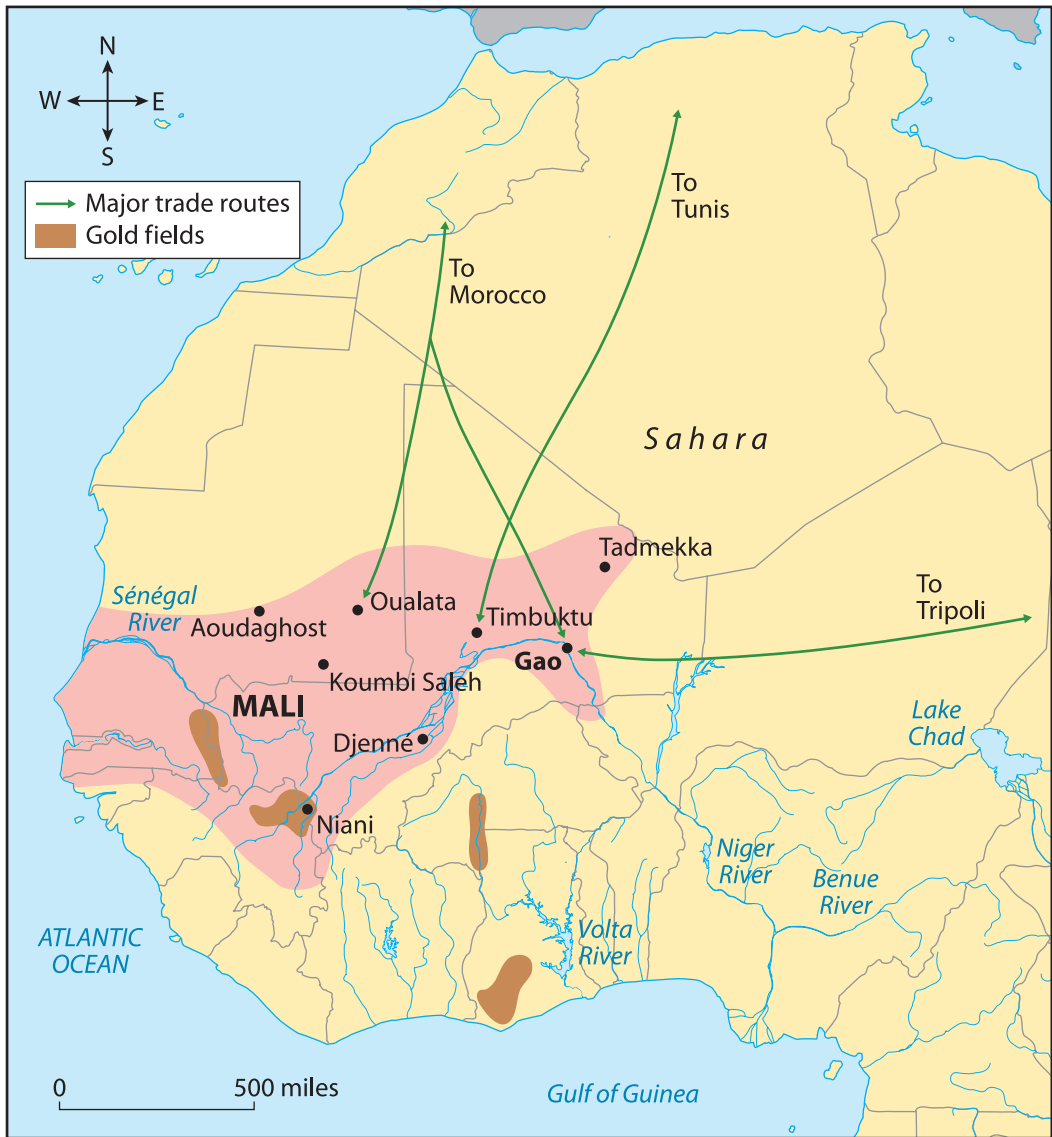 N
W
E
S
Major trade routes
Gold fields
To
Tunis
To
Morocco
Sahara
Tadmekka
Sénégal
River
Oualata
Aoudaghost
Timbuktu
To
Tripoli
Gao
Koumbi Saleh
MALI
Djenné
Lake
Chad
Niani
Niger
River
Benue
River
ATLANTIC
OCEAN
Volta
River
0
500 miles
Gulf of Guinea